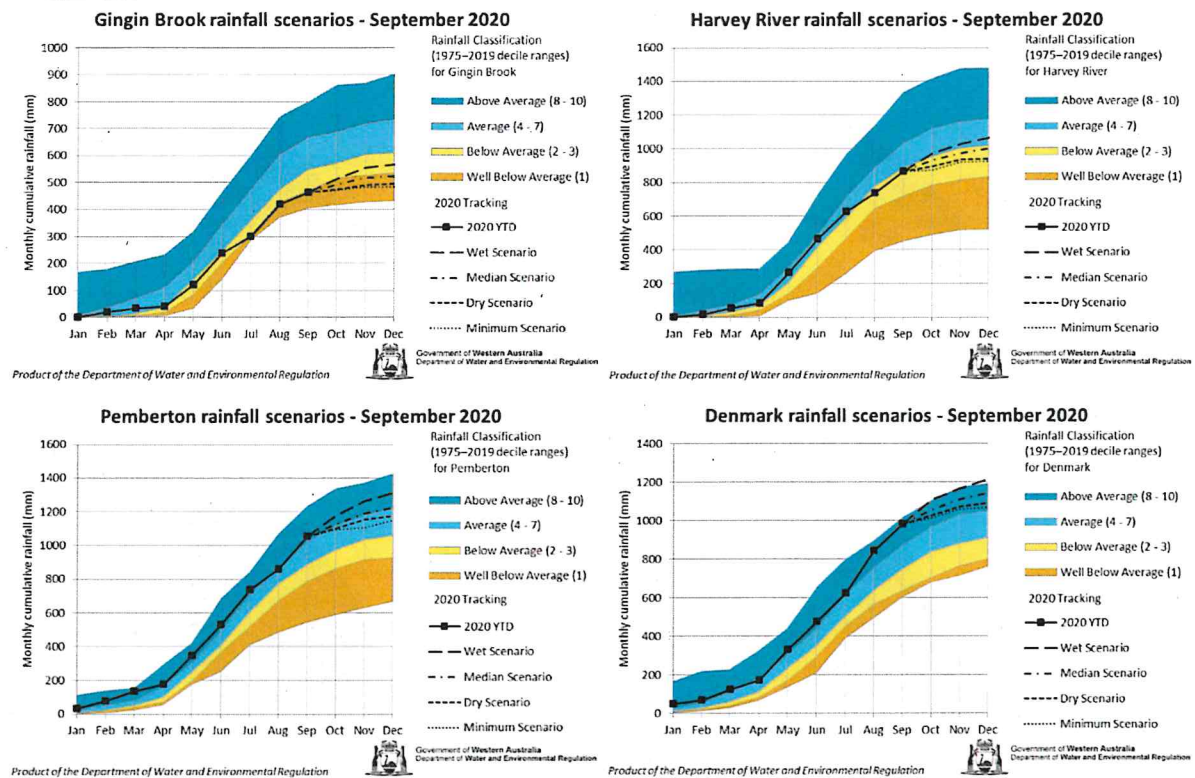 Gingin Brook rainfall scenarios - September 2020
Monthly cumulative rainfall (mm)
1000
900
800
700
600
500
400
300
200
100
0
Jan Feb Mar Apr May Jun Jul Aug Sep Oct Nov Dec
Rainfall Classification
(1975–2019 decile ranges)
for Gingin Brook
Above Average (8 - 10)
Average (4 - 7)
Below Average (2 - 3)
Well Below Average (1)
2020 Tracking
2020 YTD
Wet Scenario
Median Scenario
Dry Scenario
Minimum Scenario
Government of Western Australia
Department of Water and Environmental Regulation
Product of the Department of Water and Environmental Regulation
Harvey River rainfall scenarios - September 2020
Monthly cumulative rainfall (mm)
1600
1400
1200
1000
800
600
400
200
0
Jan Feb Mar Apr May Jun Jul Aug Sep Oct Nov Dec
Rainfall Classification
(1975–2019 decile ranges)
for Harvey River
Above Average (8 - 10)
Average (4 - 7)
Below Average (2 - 3)
Well Below Average (1)
2020 Tracking
2020 YTD
Wet Scenario
Median Scenario
Dry Scenario
Minimum Scenario
Government of Western Australia
Department of Water and Environmental Regulation
Product of the Department of Water and Environmental Regulation
Pemberton rainfall scenarios - September 2020
Monthly cumulative rainfall (mm)
1600
1400
1200
1000
800
600
400
200
0
Jan Feb Mar Apr May Jun Jul Aug Sep Oct Nov Dec
Rainfall Classification
(1975–2019 decile ranges)
for Pemberton
Above Average (8 - 10)
Average (4 - 7)
Below Average (2 - 3)
Well Below Average (1)
2020 Tracking
2020 YTD
Wet Scenario
Median Scenario
Dry Scenario
Minimum Scenario
Government of Western Australia
Department of Water and Environmental Regulation
Product of the Department of Water and Environmental Regulation
Denmark rainfall scenarios - September 2020
Monthly cumulative rainfall (mm)
1400
1200
1000
800
600
400
200
0
Jan Feb Mar Apr May Jun Jul Aug Sep Oct Nov Dec
Rainfall Classification
(1975–2019 decile ranges)
for Denmark
Above Average (8 - 10)
Average (4 - 7)
Below Average (2 - 3)
Well Below Average (1)
2020 Tracking
2020 YTD
Wet Scenario
Median Scenario
Dry Scenario
Minimum Scenario
Government of Western Australia
Department of Water and Environmental Regulation
Product of the Department of Water and Environmental Regulation